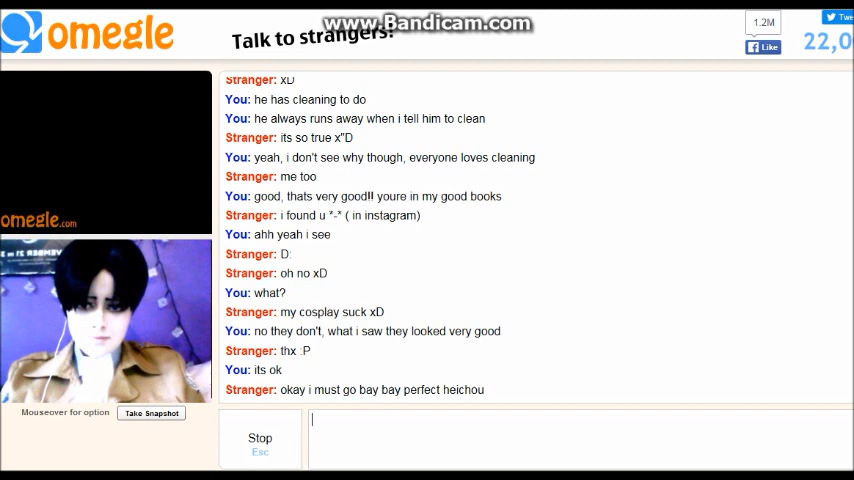 www.Bandicam.com
omegle
Talk to strangers!
1.2M
Like
Twe
22,0
Stranger: xD
You: he has cleaning to do
You: he always runs away when i tell him to clean
Stranger: its so true x"D
You: yeah, i don't see why though, everyone loves cleaning
Stranger: me too
You: good, thats very good!! youre in my good books
Stranger: i found u *-* ( in instagram)
You: ahh yeah i see
Stranger: D:
Stranger: oh no xD
You: what?
Stranger: my cosplay suck xD
You: no they don't, what i saw they looked very good
Stranger: thx :P
You: its ok
Stranger: okay i must go bay bay perfect heichou
omegle.com
Mouseover for option
Take Snapshot
Stop
Esc